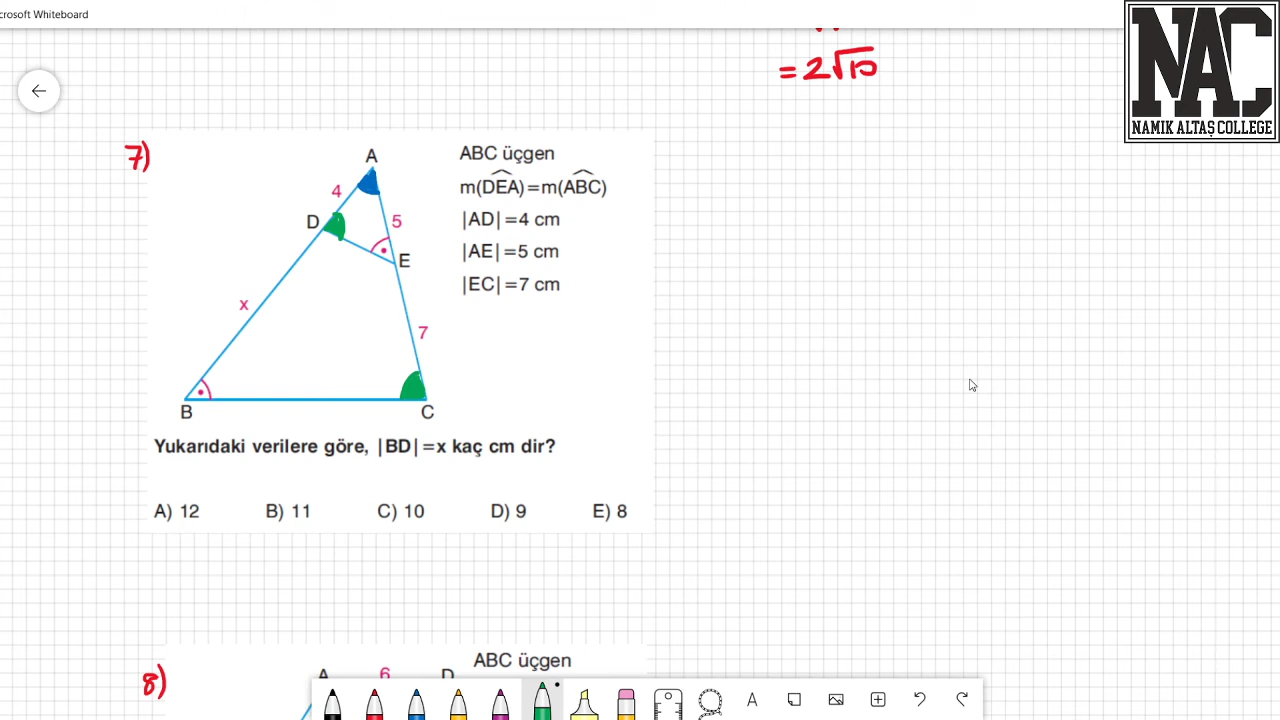 crosoft Whiteboard
NAC
NAMIK ALTAŞ COLLEGE
= 2√10
7)
A
4
D
5
E
x
7
B
C
ABC üçgen
m(DEA)=m(ABC)
|AD|=4 cm
|AE|=5 cm
|EC|=7 cm
Yukarıdaki verilere göre, |BD|=x kaç cm dir?
A) 12 B) 11 C) 10 D) 9 E) 8
8)
A 6 D
ABC üçgen
A